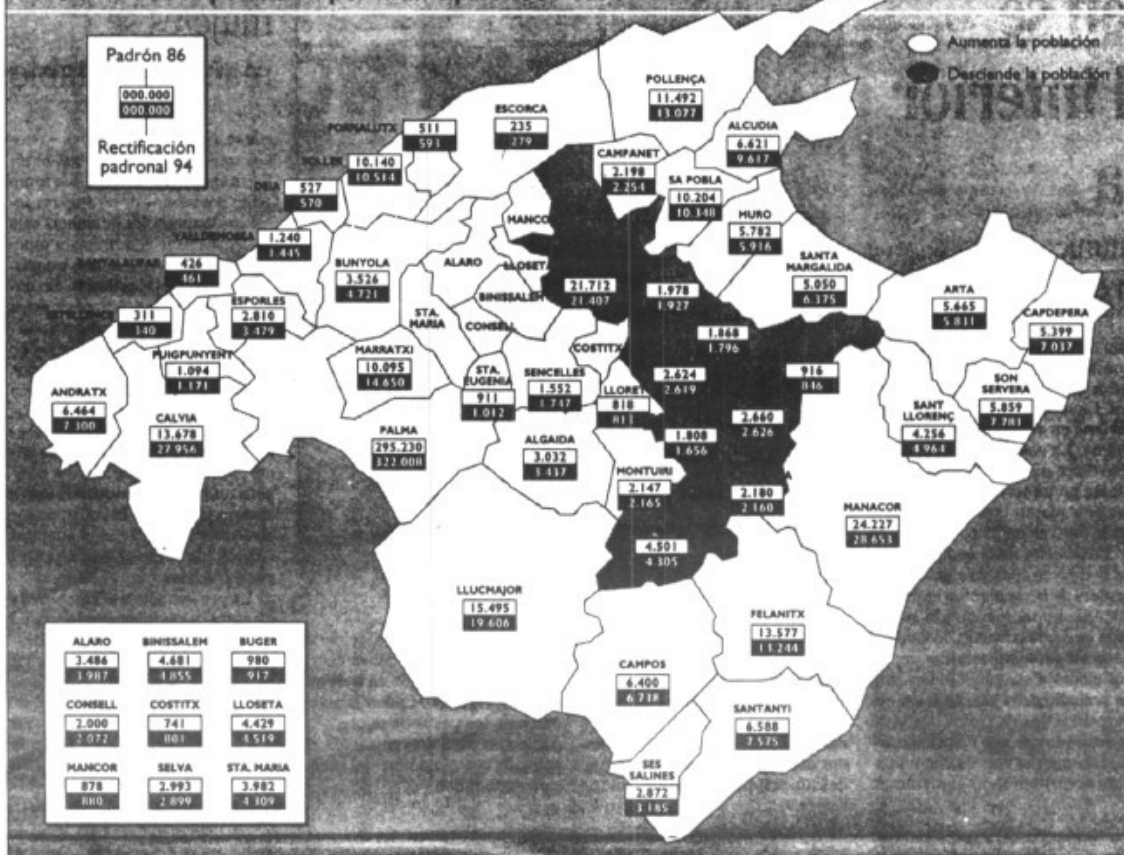 Padrón 86
000.000
000.000
Rectificación
padronal 94
Aumenta la población
Desciende la población
POLLENÇA
11.492
13.077
ESCORCA
235
279
FORNALUTX
511
593
ALCUDIA
6.621
9.617
CAMPANET
2.198
2.254
SOLLER
10.140
10.514
SA POBLA
10.204
10.348
DEIA
527
570
MURO
5.782
5.916
MANCO
VALLDEMOSSA
1.240
1.445
BUNYOLA
3.526
4.721
ALARO
LLOSETA
SANTA
MARGALIDA
5.050
6.375
BANYALBUFAR
426
461
21.712
21.407
1.978
1.927
ARTA
5.665
5.831
BINISSALEM
ESPORLES
2.810
3.479
STA.
MARIA
CAPDEPERA
5.399
7.037
ESTELLENCS
311
340
CONSELL
1.868
1.796
COSTITX
PUIGPUNYENT
1.094
1.171
MARRATXI
10.095
14.650
STA.
EUGENIA
911
1.012
SENCELLES
1.552
1.747
LLORET
818
813
2.624
2.619
916
846
ANDRATX
6.464
7.300
SON
SERVERA
5.859
7.781
SANT
LLORENÇ
4.256
4.964
CALVIA
13.678
27.956
PALMA
295.230
322.008
ALGAIDA
3.032
3.437
2.660
2.626
1.808
1.656
MONTUIRI
2.147
2.165
A
2.180
2.160
MANACOR
24.227
28.653
4.501
4.305
LLUCMAJOR
15.495
19.606
FELANITX
13.577
CAMPOS
6.400
6.738
SANTANYI
6.588
7.575
SES
SALINES
2.872
3.185
ALARO BINISSALEM BUGER
3.486 4.681 980
3.987 4.855 917
CONSELL COSTITX LLOSETA
2.000 741 4.429
2.072 801 4.519
MANCOR SELVA STA. MARIA
878 2.993 3.982
880 2.899 4.309